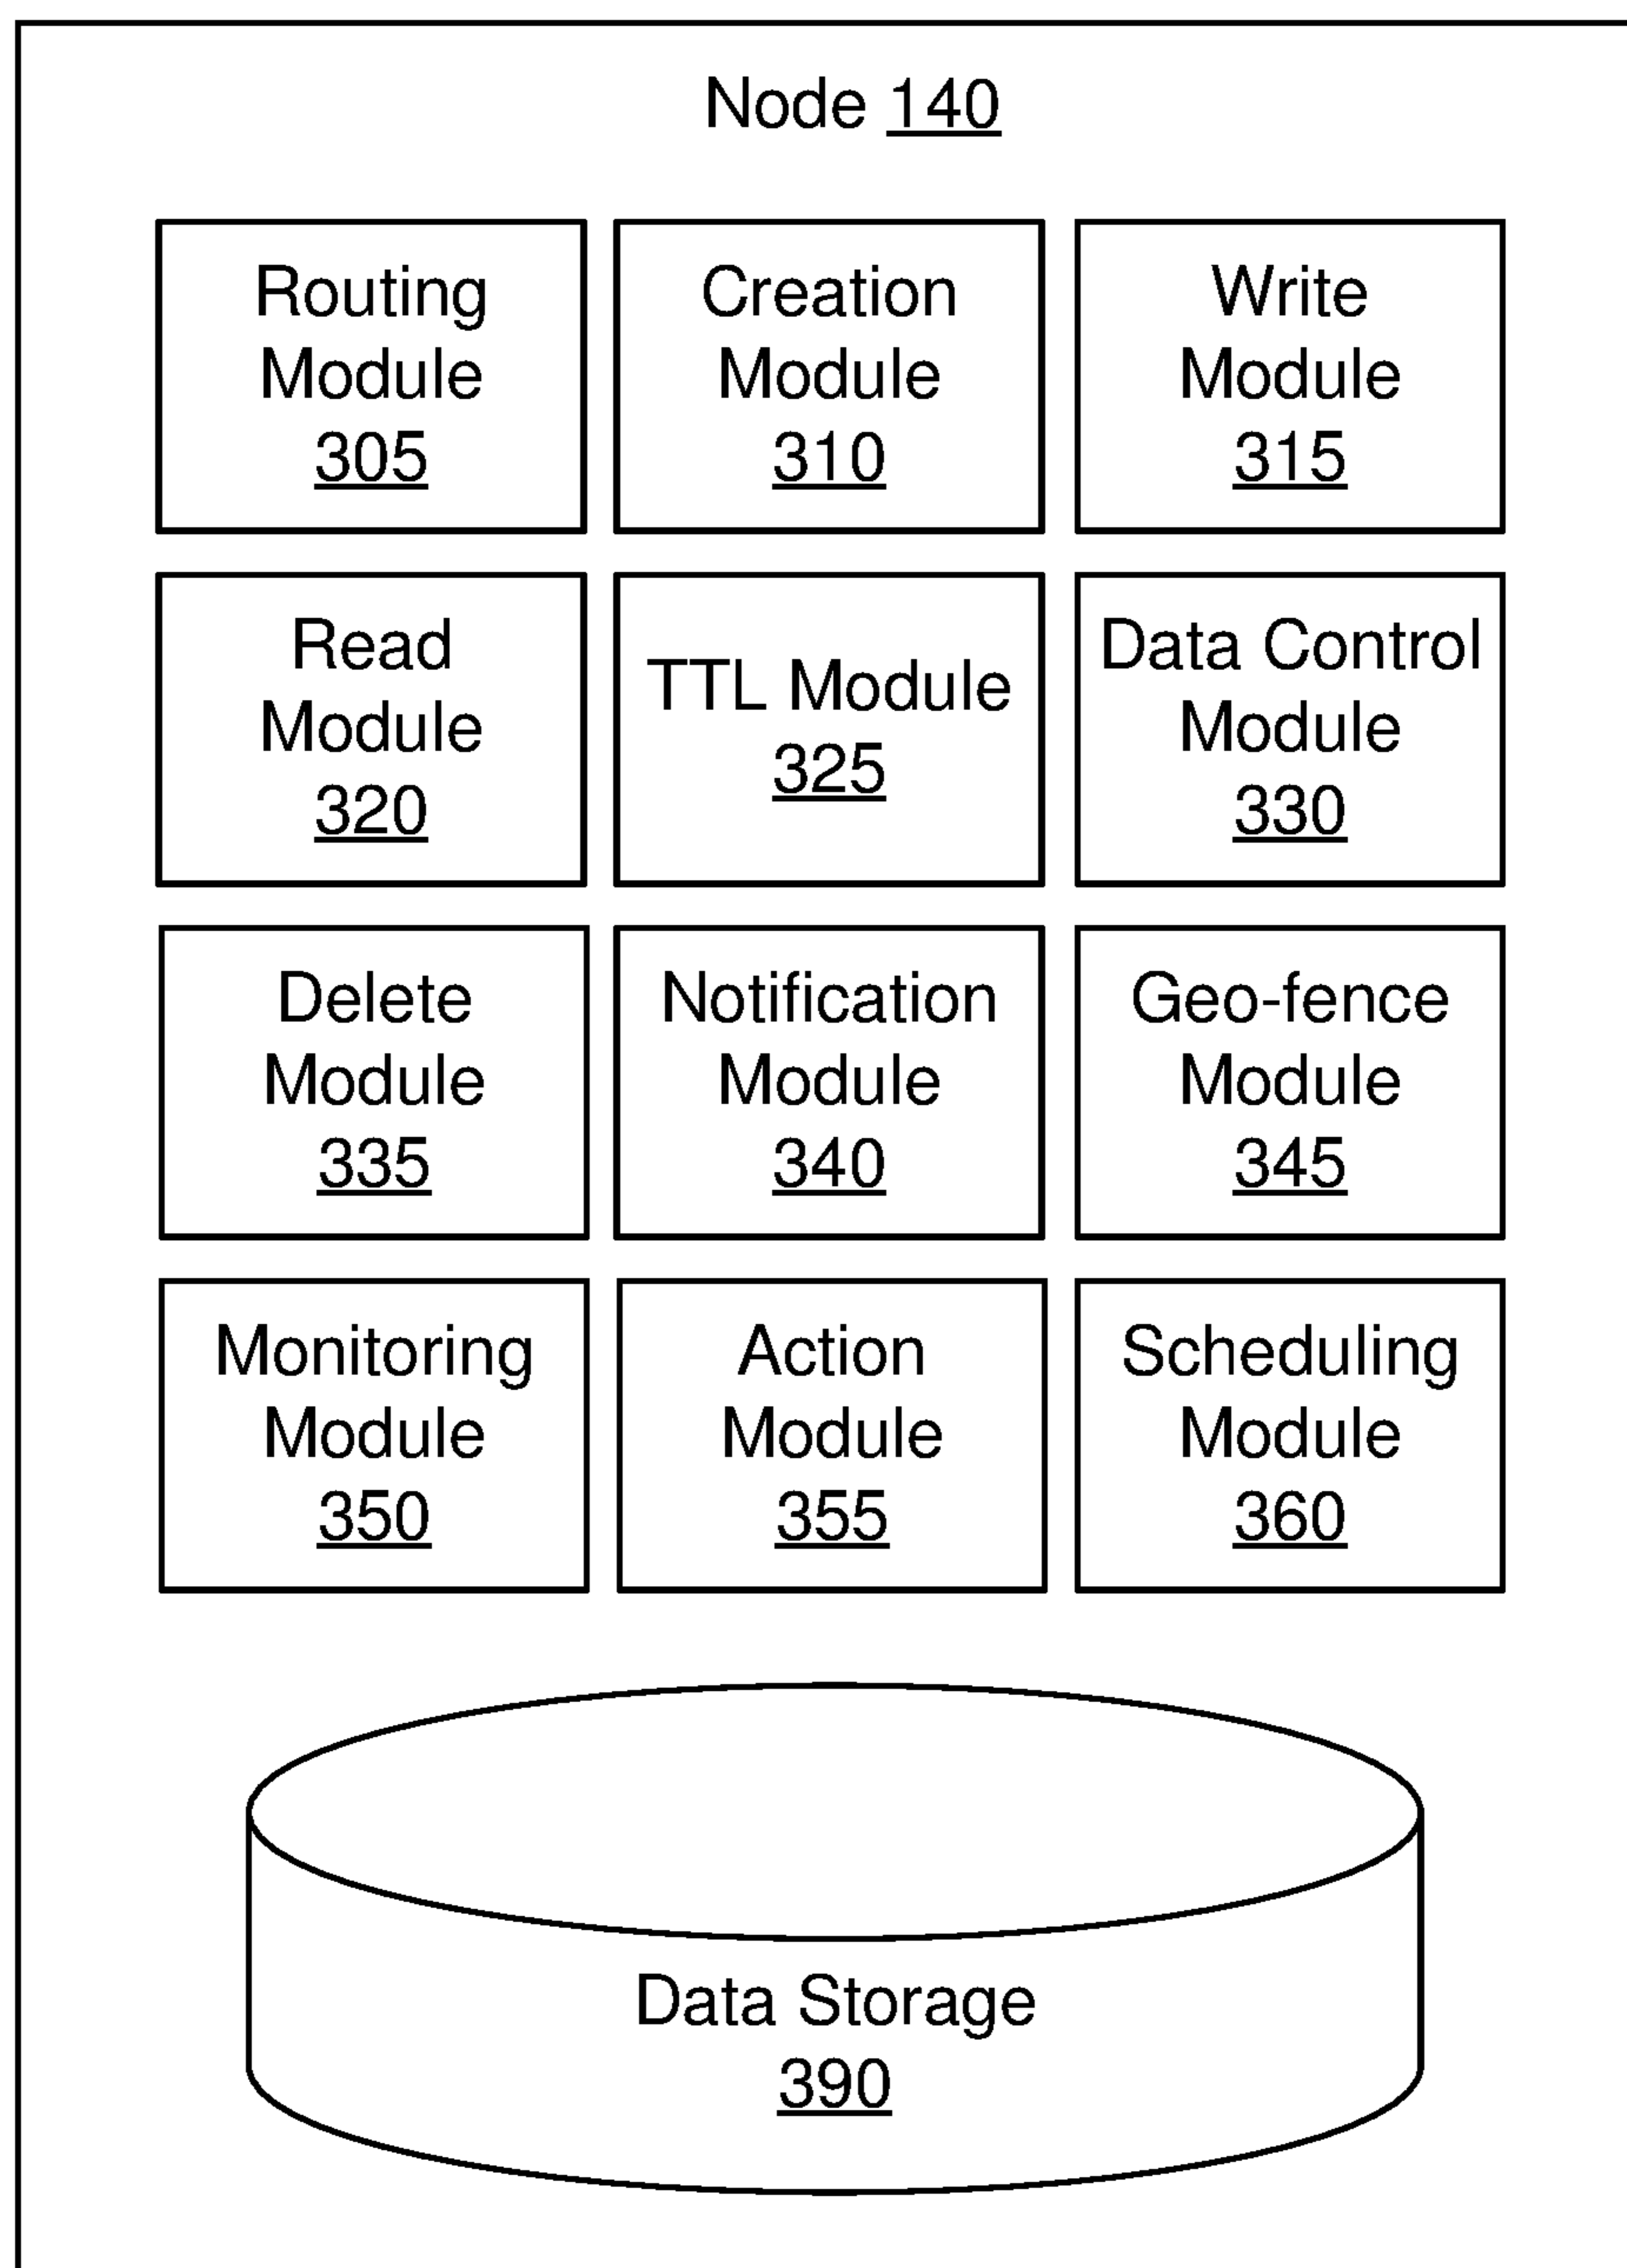 Node 140
Routing
Module
305
Creation
Module
310
Write
Module
315
Read
Module
320
TTL Module
325
Data Control
Module
330
Delete
Module
335
Notification
Module
340
Geo-fence
Module
345
Monitoring
Module
350
Action
Module
355
Scheduling
Module
360
Data Storage
390